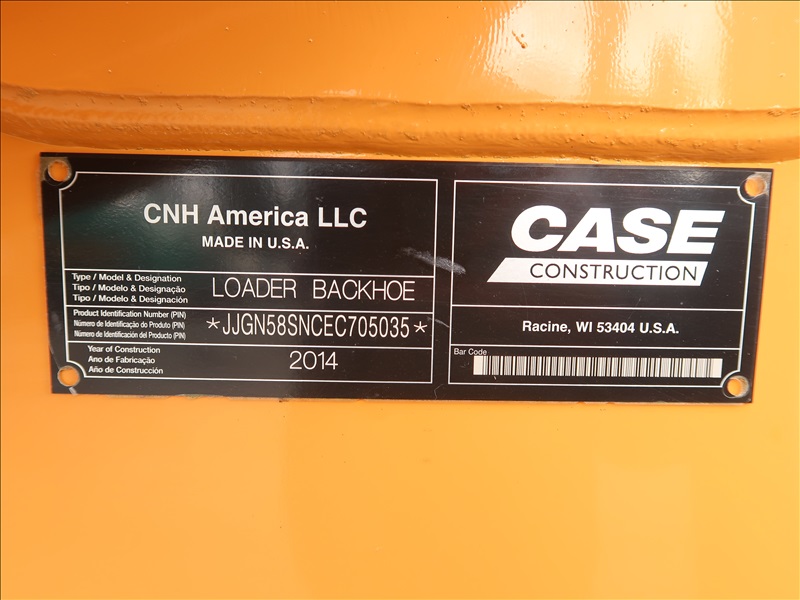 CNH America LLC
MADE IN U.S.A.
Type / Model & Designation
Tipo / Modelo & Designação
Tipo / Modelo & Designación
LOADER BACKHOE
Product Identification Number (PIN)
Número de Identificação do Produto (PIN)
Número de Identificación del Producto (PIN)
*JJGN58SNCEC705035*
Year of Construction
Ano de Fabricação
Año de Construcción
2014
CASE
CONSTRUCTION
Racine, WI 53404 U.S.A.
Bar Code